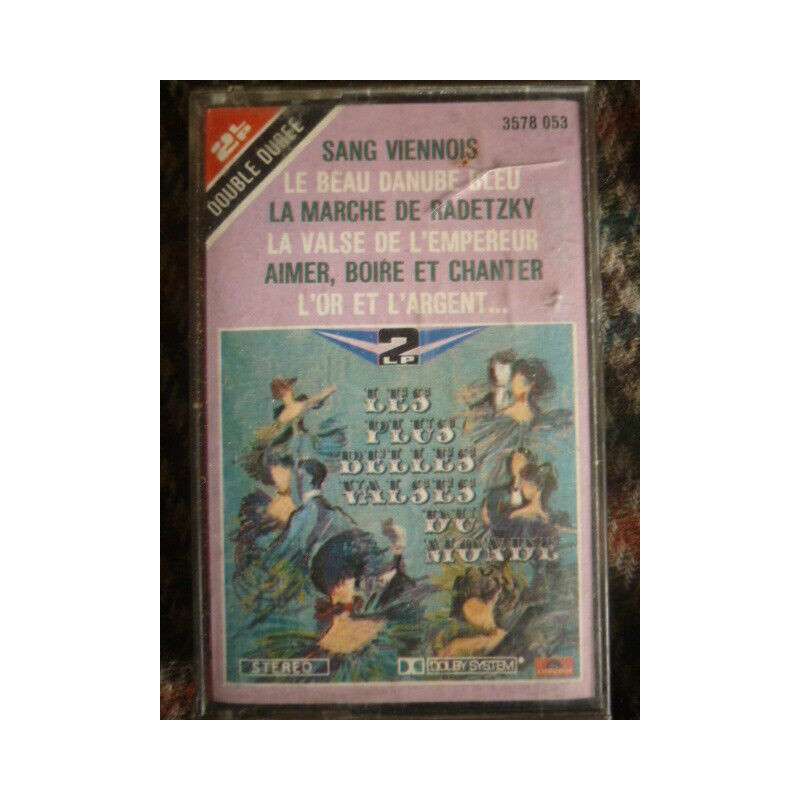 2LP
DOUBLE DURÉE
3578 053
SANG VIENNOIS
LE BEAU DANUBE BLEU
LA MARCHE DE RADETZKY
LA VALSE DE L'EMPEREUR
AIMER, BOIRE ET CHANTER
L'OR ET L'ARGENT...
2
LP
LES
PLUS
BELLES
VALSES
DU
MONDE
STEREO
DOLBY SYSTEM